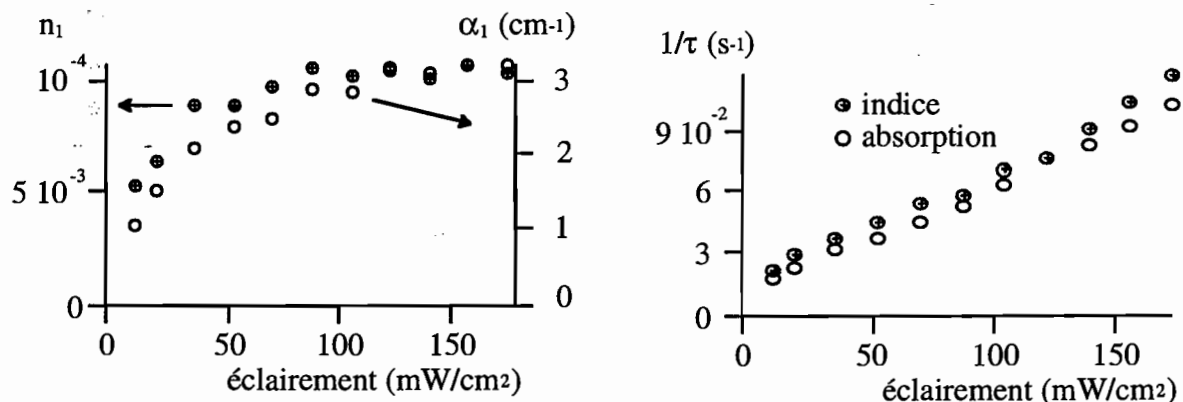 n₁
α₁ (cm-1)
10⁻⁴
5 10⁻³
0
3
2
1
0
0
50
100
150
éclairement (mW/cm2)
1/τ (s-1)
indice
absorption
9 10⁻²
6
3
0
0
50
100
150
éclairement (mW/cm2)